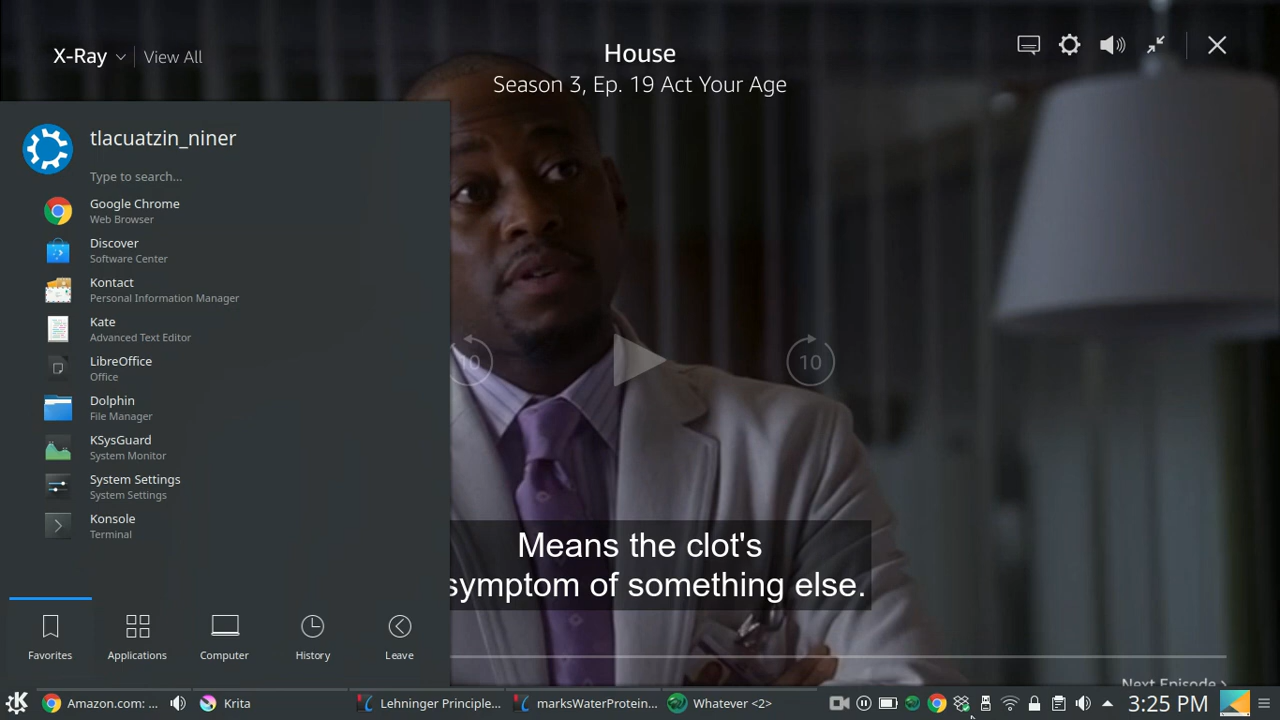 X-Ray View All
House
Season 3, Ep. 19 Act Your Age
tlacuatzin_niner
Type to search...
Google Chrome
Web Browser
Discover
Software Center
Kontact
Personal Information Manager
Kate
Advanced Text Editor
LibreOffice
Office
Dolphin
File Manager
KSysGuard
System Monitor
System Settings
System Settings
Konsole
Terminal
10
10
Means the clot's
symptom of something else.
Favorites
Applications
Computer
History
Leave
Next Episode
Amazon.com: ...
Krita
Lehninger Principle...
marksWaterProtein...
Whatever <2>
3:25 PM